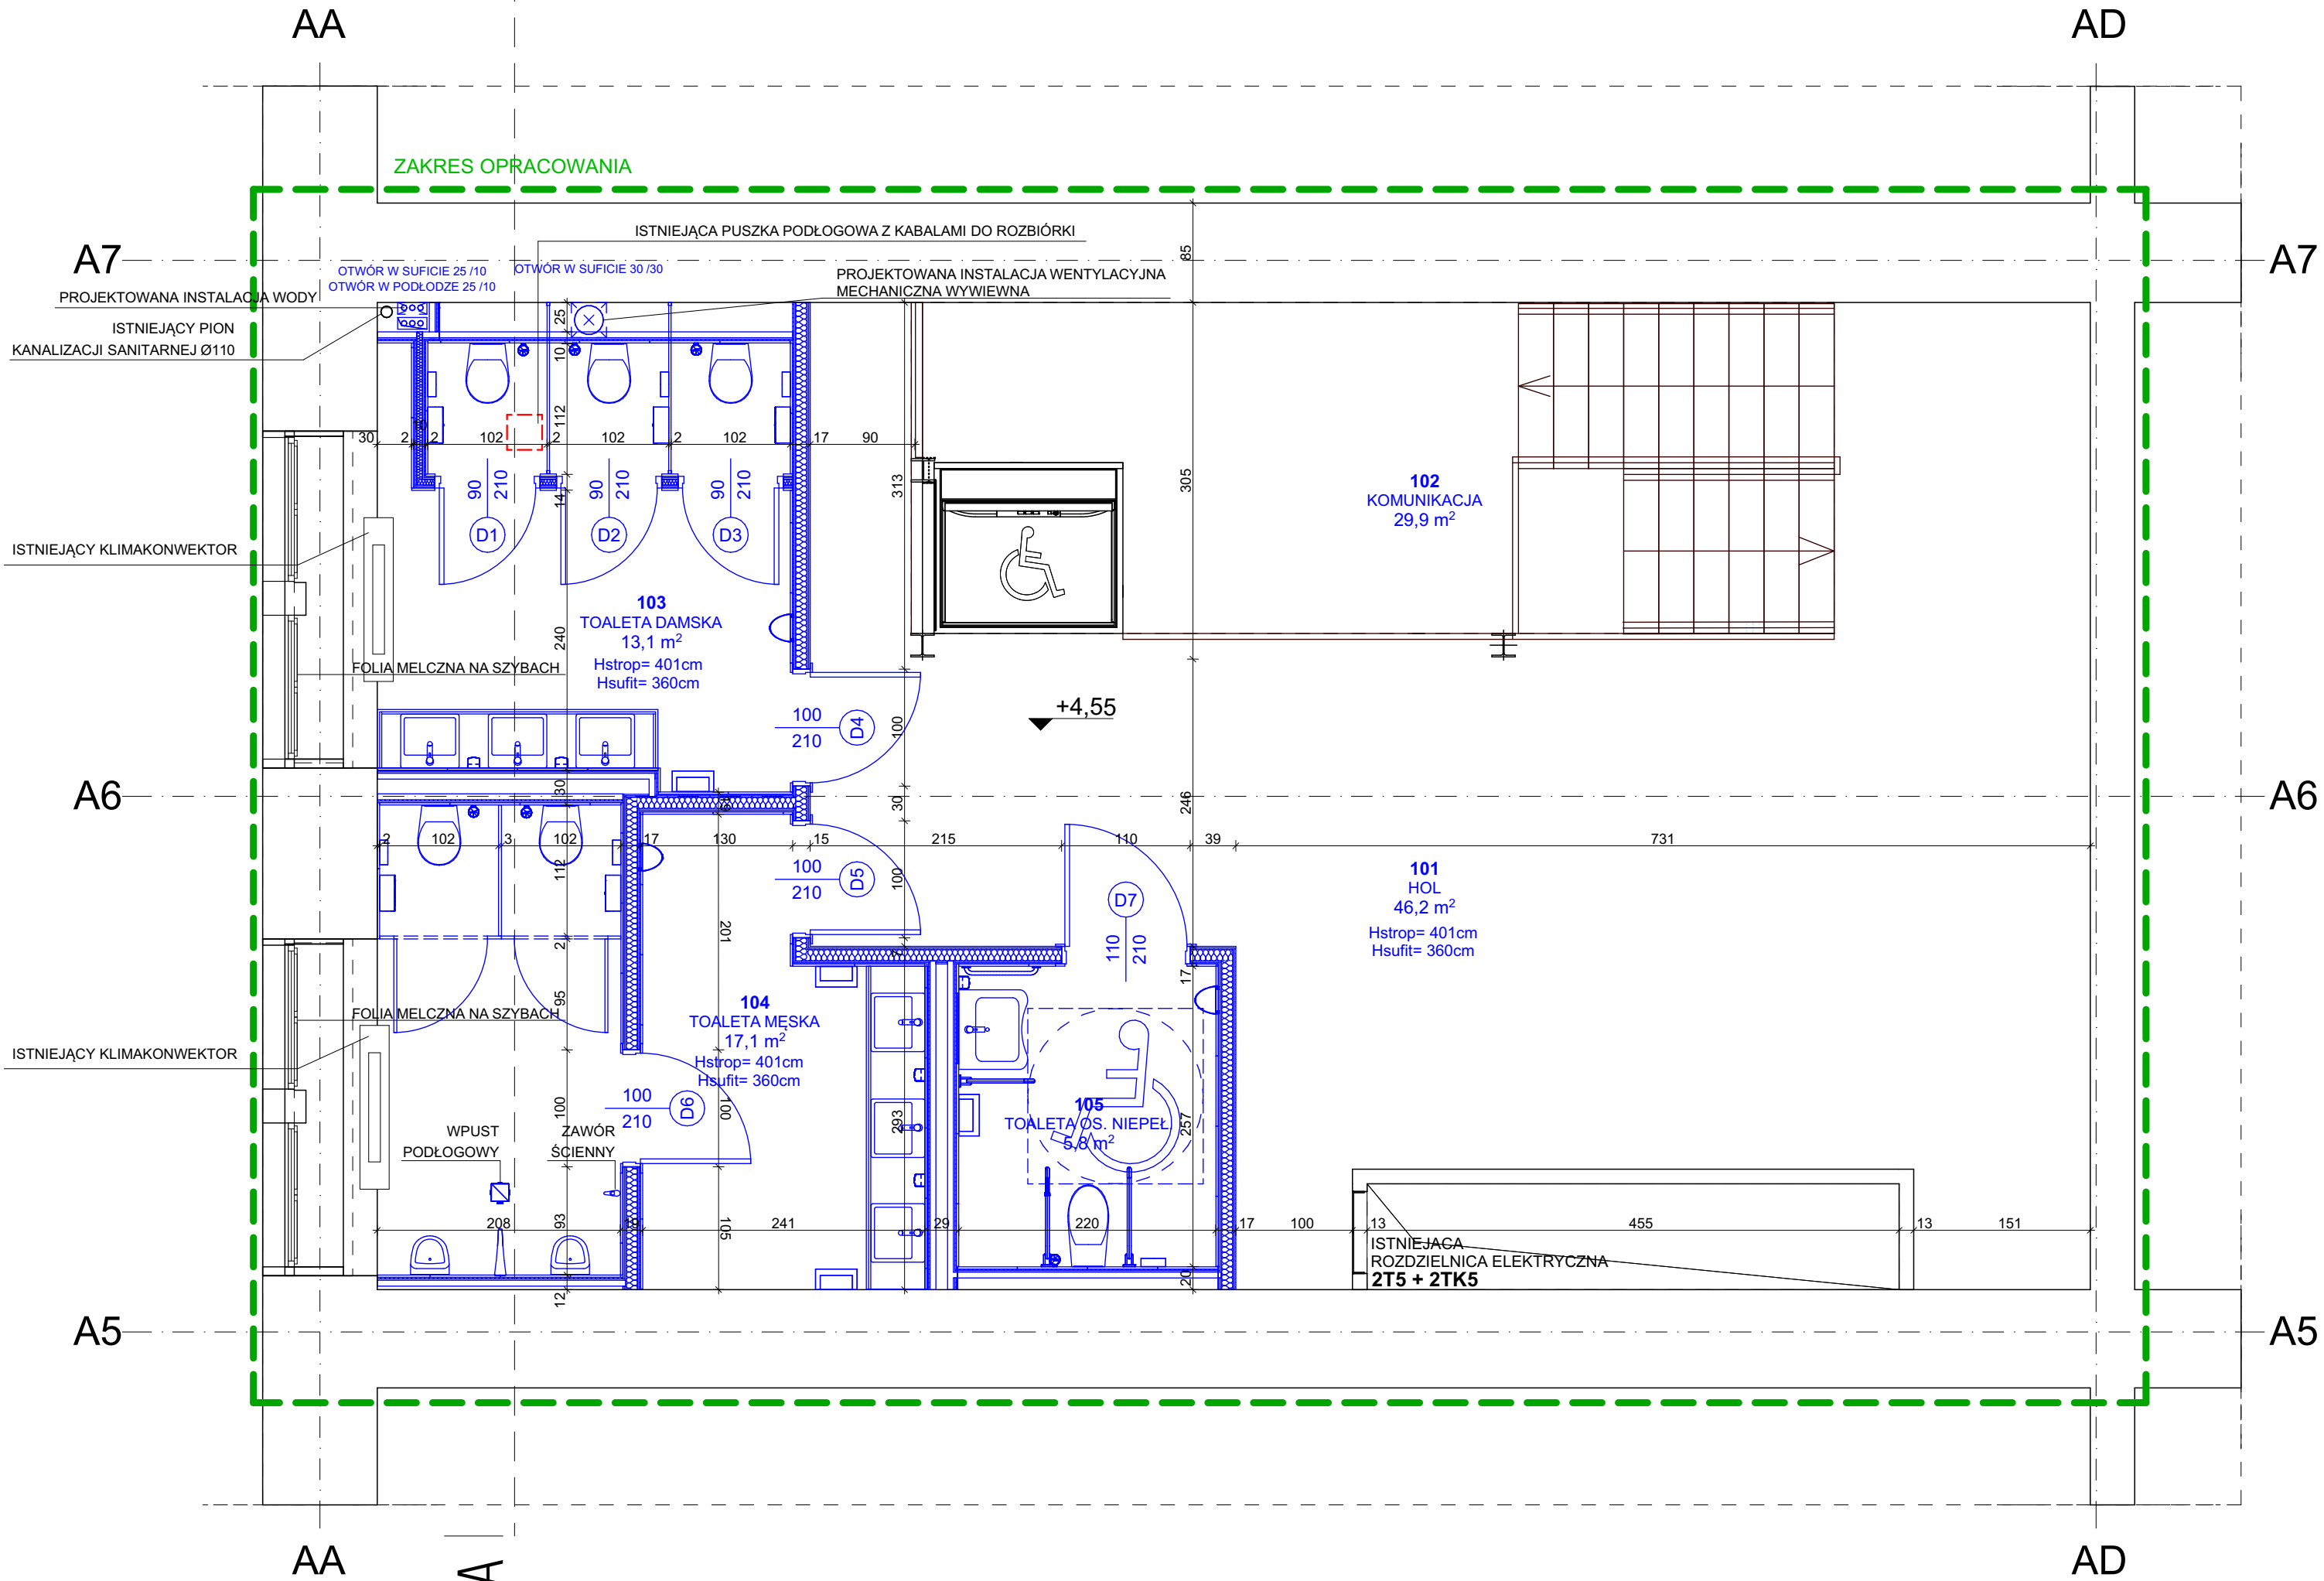 AA
AD
ZAKRES OPRACOWANIA
ISTNIEJĄCA PUSZKA PODŁOGOWA Z KABALAMI DO ROZBIÓRKI
A7
A7
85
OTWÓR W SUFICIE 25 /10
OTWÓR W PODŁODZE 25 /10
OTWÓR W SUFICIE 30 /30
PROJEKTOWANA INSTALACJA WENTYLACYJNA
MECHANICZNA WYWIEWNA
PROJEKTOWANA INSTALACJA WODY
ISTNIEJĄCY PION
KANALIZACJI SANITARNEJ Ø110
25
10
112
30
2
10
2
102
2
102
2
102
17
90
14
90
210
D1
90
210
D2
90
210
D3
313
305
102
KOMUNIKACJA
29,9 m²
ISTNIEJĄCY KLIMAKONWEKTOR
103
TOALETA DAMSKA
13,1 m²
Hstrop= 401cm
Hsufit= 360cm
240
FOLIA MELCZNA NA SZYBACH
100
210
D4
100
+4,55
A6
A6
30
19
30
246
2
102
3
102
17
130
15
215
110
39
731
112
100
210
D5
100
201
D7
110
210
101
HOL
46,2 m²
Hstrop= 401cm
Hsufit= 360cm
2
17
95
104
TOALETA MĘSKA
17,1 m²
Hstrop= 401cm
Hsufit= 360cm
FOLIA MELCZNA NA SZYBACH
ISTNIEJĄCY KLIMAKONWEKTOR
100
100
210
D6
100
293
105
TOALETA OS. NIEPEŁ.
5,8 m²
257
WPUST
PODŁOGOWY
ZAWÓR
ŚCIENNY
208
93
19
105
241
29
220
17
100
13
455
13
151
ISTNIEJACA
ROZDZIELNICA ELEKTRYCZNA
2T5 + 2TK5
12
20
A5
A5
AA
A
AD